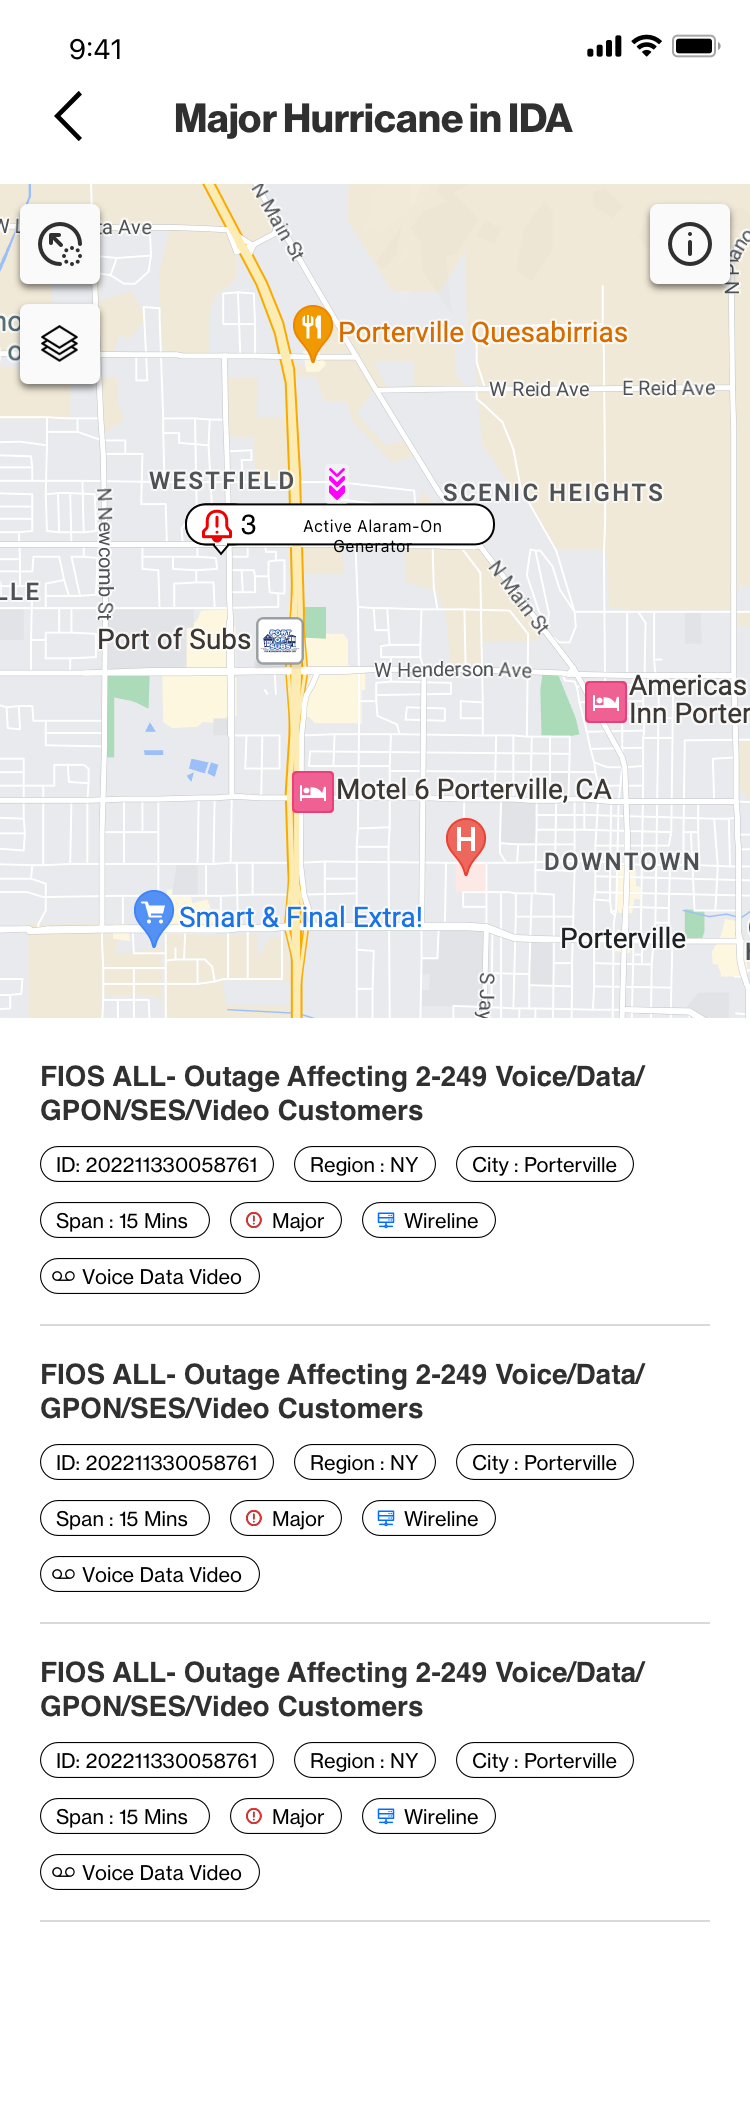 9:41
Major Hurricane in IDA
N Main St
ta Ave
Porterville Quesabirrias
W Reid Ave
E Reid Ave
WESTFIELD
SCENIC HEIGHTS
N Newcomb St
3
Active Alaram-On
Generator
LLE
N Main St
Port of Subs
PORT
OF
SUBS
W Henderson Ave
Americas
Inn Porter
Motel 6 Porterville, CA
H
DOWNTOWN
Smart & Final Extra!
Porterville
S Jay
FIOS ALL- Outage Affecting 2-249 Voice/Data/
GPON/SES/Video Customers
ID: 202211330058761
Region : NY
City : Porterville
Span : 15 Mins
Major
Wireline
Voice Data Video
FIOS ALL- Outage Affecting 2-249 Voice/Data/
GPON/SES/Video Customers
ID: 202211330058761
Region : NY
City : Porterville
Span : 15 Mins
Major
Wireline
Voice Data Video
FIOS ALL- Outage Affecting 2-249 Voice/Data/
GPON/SES/Video Customers
ID: 202211330058761
Region : NY
City : Porterville
Span : 15 Mins
Major
Wireline
Voice Data Video